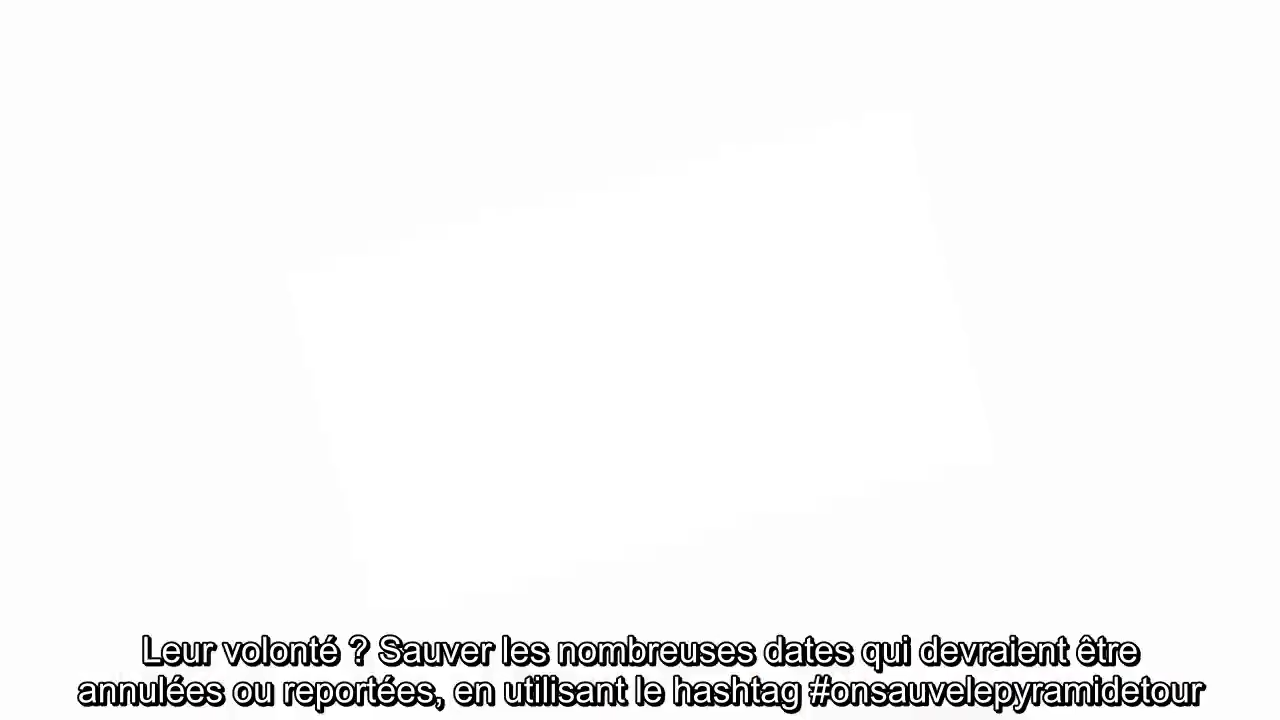 Leur volonté ? Sauver les nombreuses dates qui devraient être
annulées ou reportées, en utilisant le hashtag #onsauvelepyramidetour